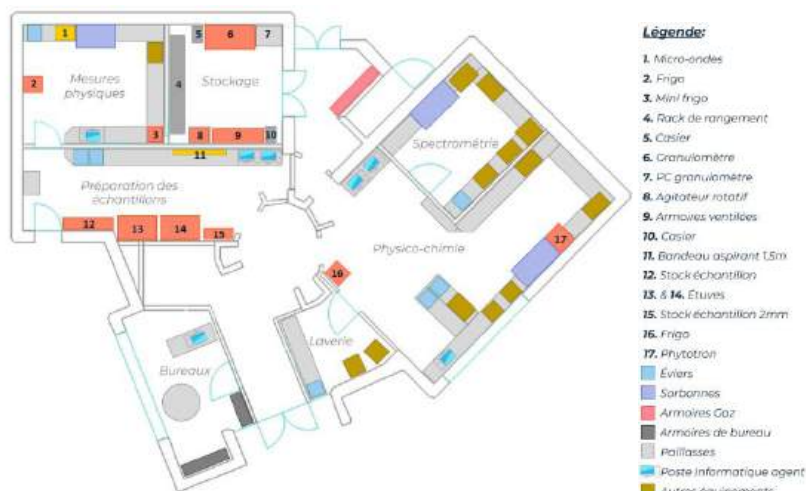 1
5
6
7
2
Mesures
physiques
4
Stockage
3
8
9
10
11
Préparation des
échantillons
12
13
14
15
Spectrométrie
Physico-chimie
17
16
Laverie
Bureaux
Légende:
1. Micro-ondes
2. Frigo
3. Mini frigo
4. Rack de rangement
5. Casier
6. Granulomètre
7. PC granulomètre
8. Agitateur rotatif
9. Armoires ventilées
10. Casier
11. Bandeau aspirant 1,5m
12. Stock échantillon
13. & 14. Étuves
15. Stock échantillon 2mm
16. Frigo
17. Phytotron
Éviers
Sorbonnes
Armoires Gaz
Armoires de bureau
Paillasses
Poste Informatique agent
Autres équipements